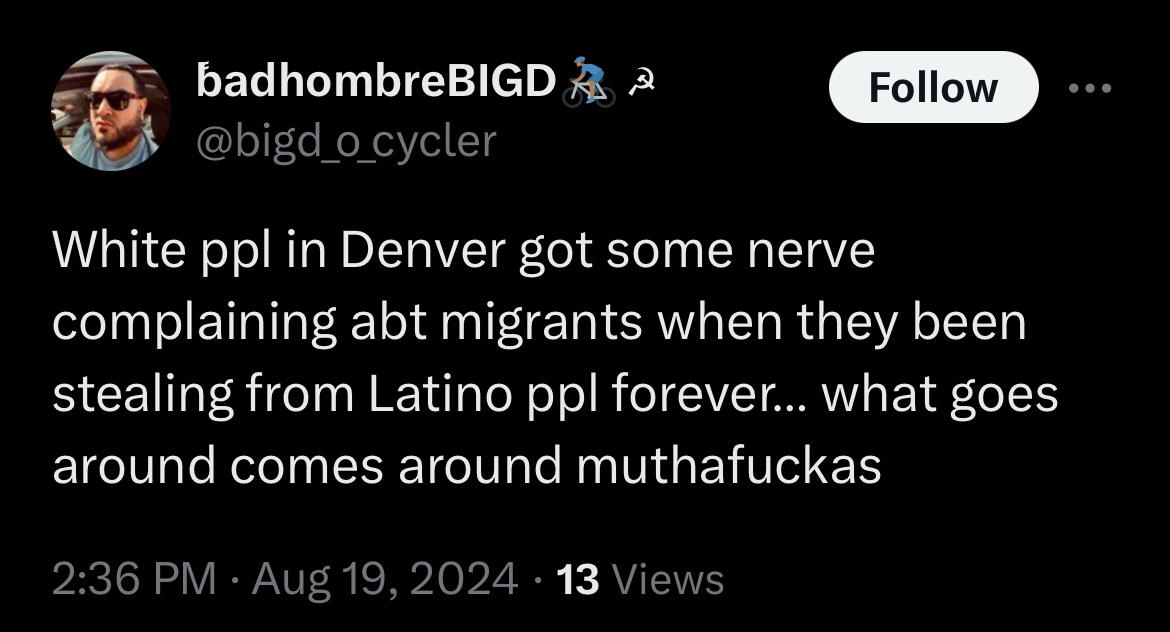 badhombreBIGD🚴🏽☭
Follow
@bigd_o_cycler
White ppl in Denver got some nerve
complaining abt migrants when they been
stealing from Latino ppl forever... what goes
around comes around muthafuckas
2:36 PM · Aug 19, 2024 · 13 Views